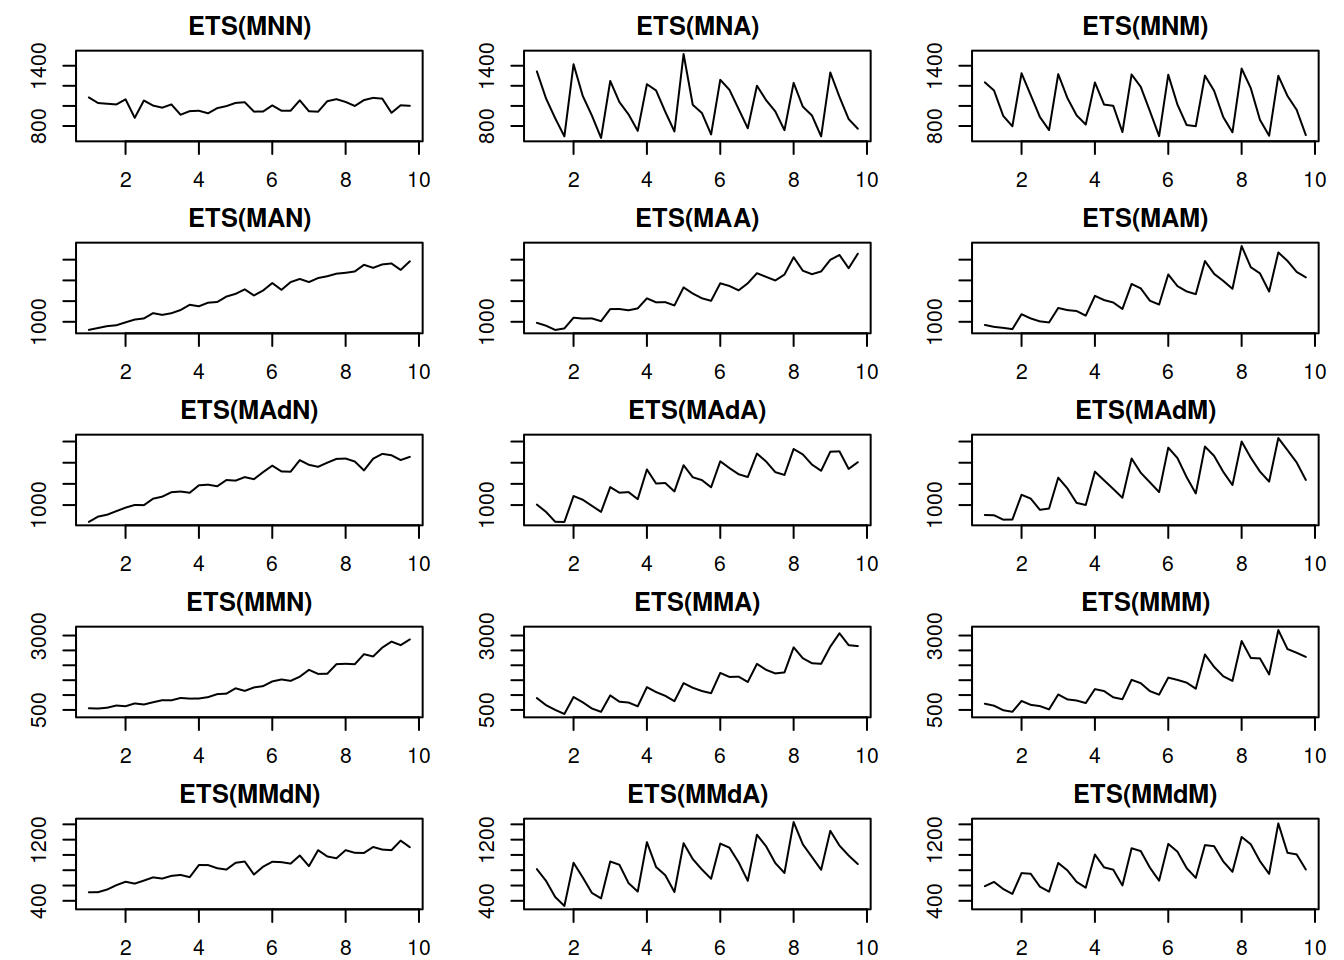 ETS(MNN) ETS(MNA) ETS(MNM)
1400 1400 1400
800 800 800
2 4 6 8 10 2 4 6 8 10 2 4 6 8 10
ETS(MAN) ETS(MAA) ETS(MAM)
1000 1000 1000
2 4 6 8 10 2 4 6 8 10 2 4 6 8 10
ETS(MAdN) ETS(MAdA) ETS(MAdM)
1000 1000 1000
2 4 6 8 10 2 4 6 8 10 2 4 6 8 10
ETS(MMN) ETS(MMA) ETS(MMM)
3000 3000 3000
500 500 500
2 4 6 8 10 2 4 6 8 10 2 4 6 8 10
ETS(MMdN) ETS(MMdA) ETS(MMdM)
1200 1200 1200
400 400 400
2 4 6 8 10 2 4 6 8 10 2 4 6 8 10